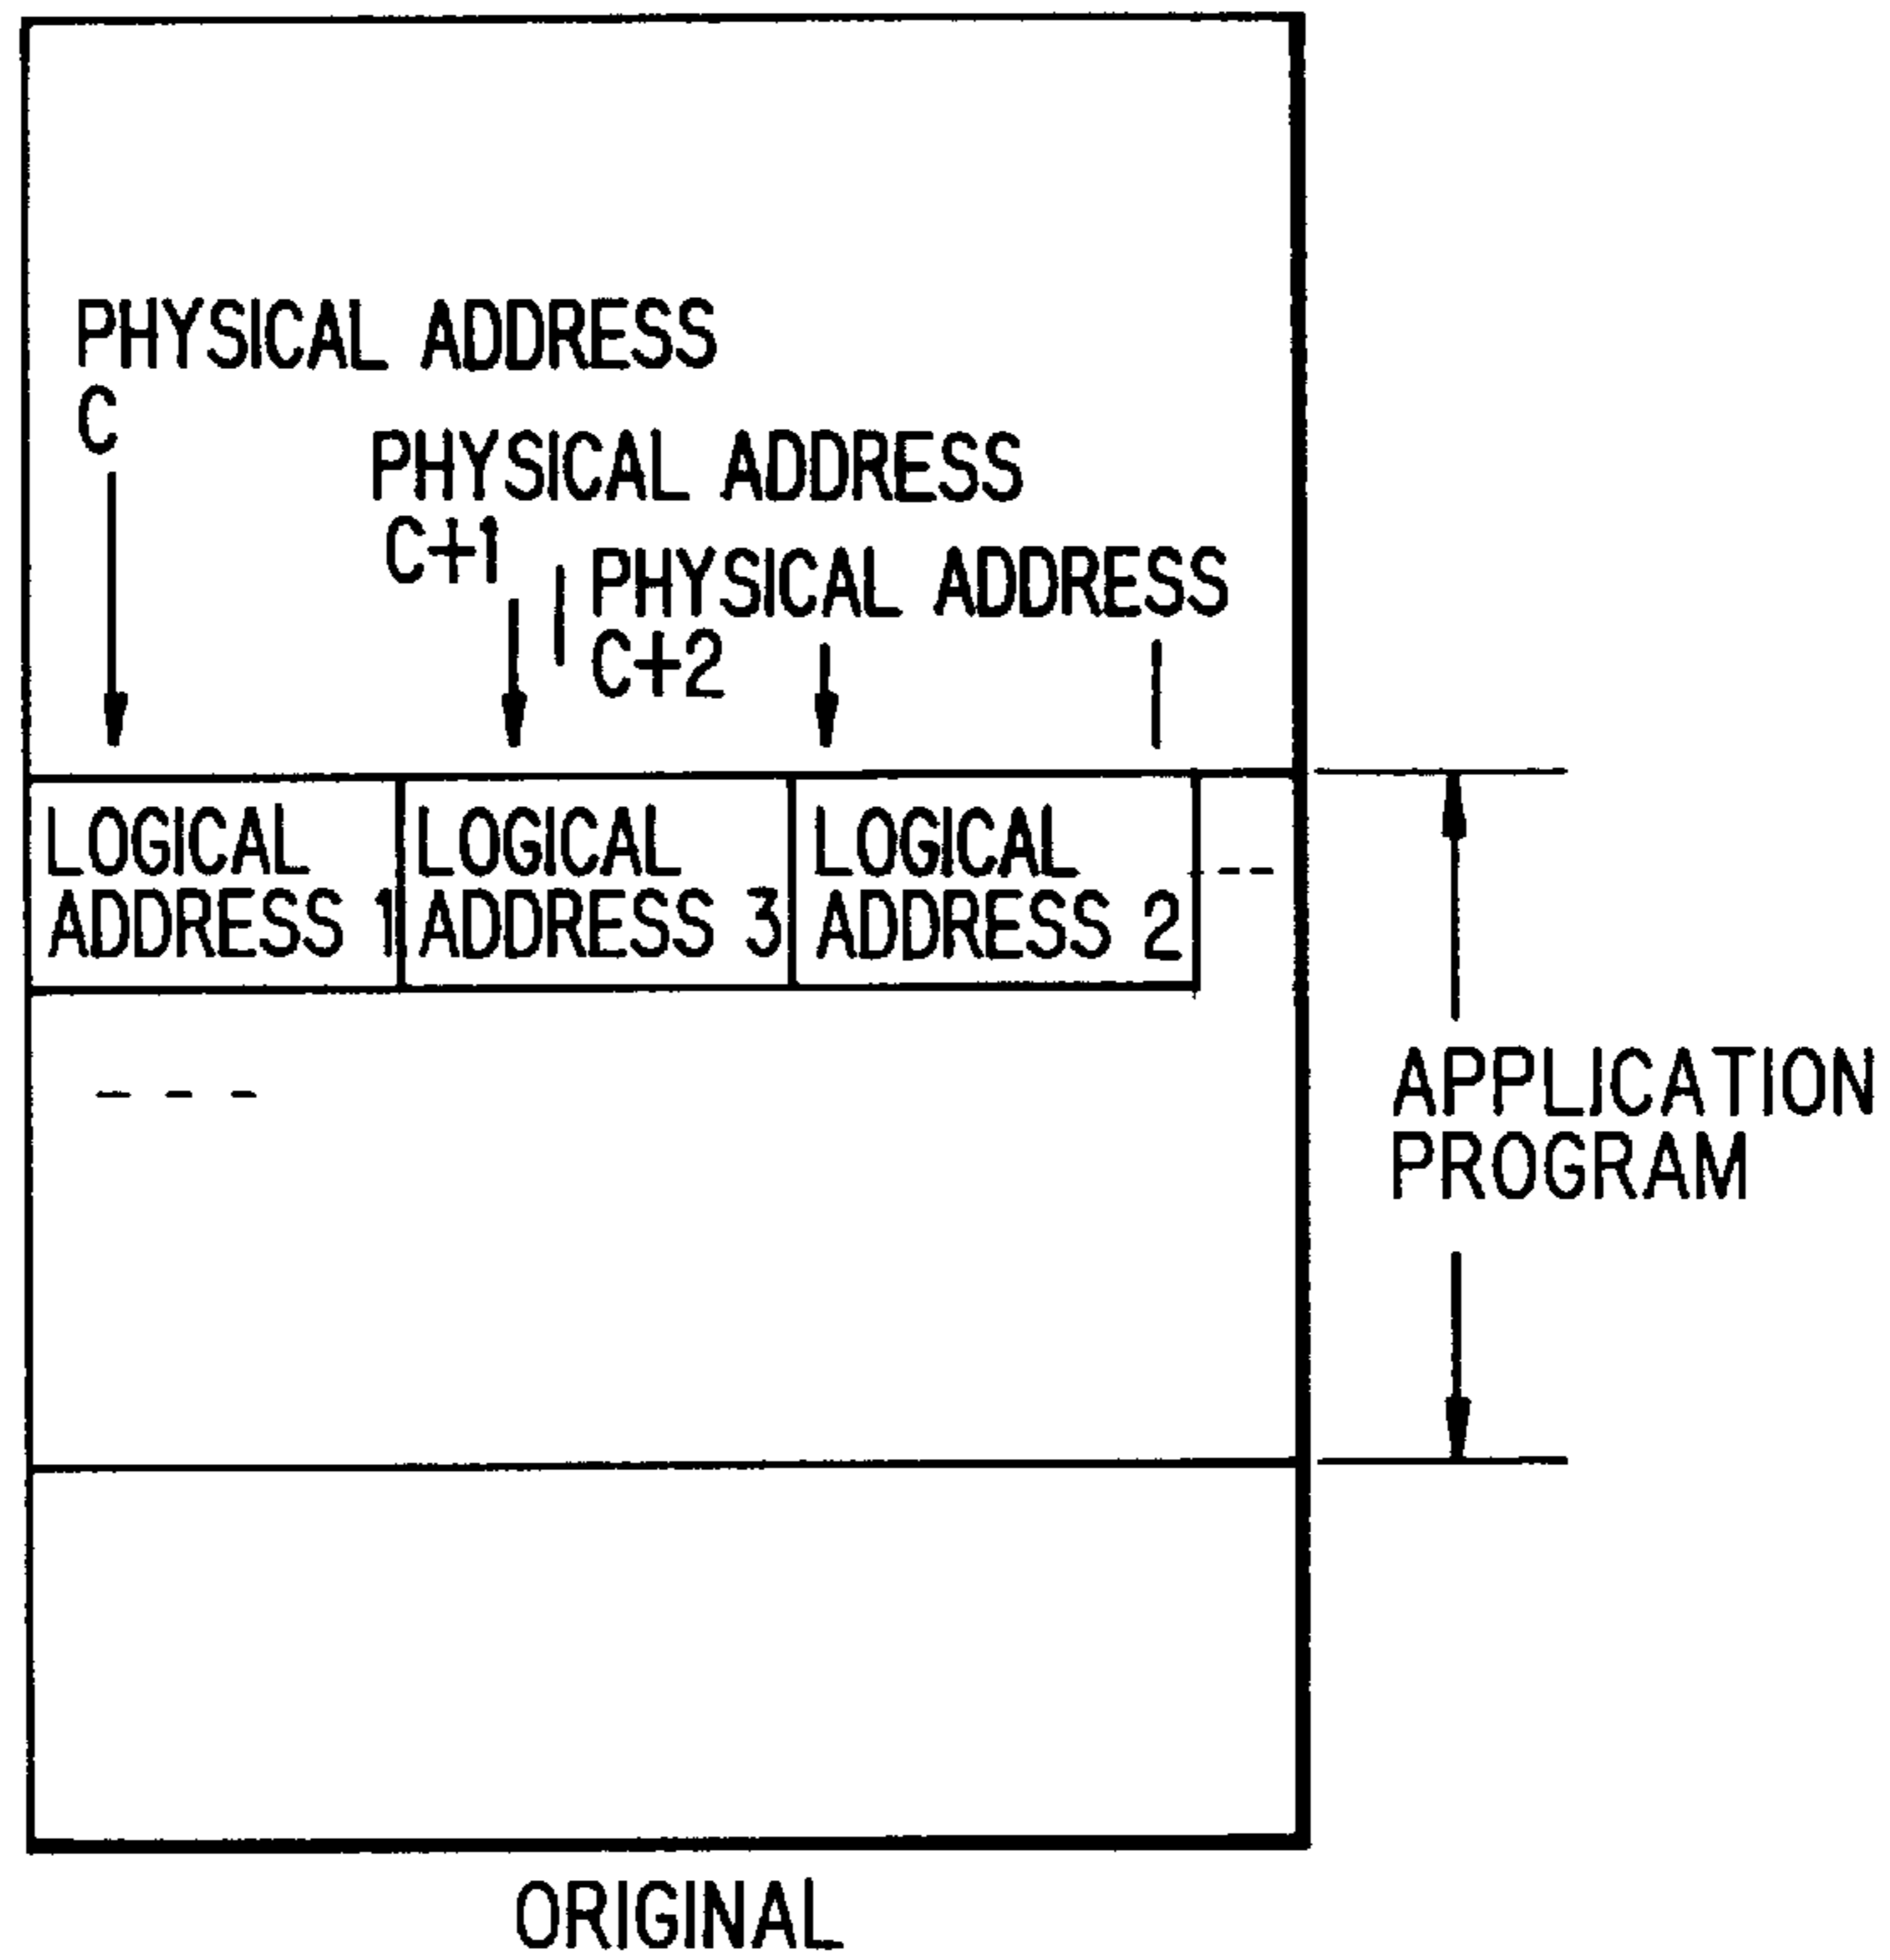 PHYSICAL ADDRESS
C
PHYSICAL ADDRESS
C+1
PHYSICAL ADDRESS
C+2
LOGICAL
ADDRESS 1
LOGICAL
ADDRESS 3
LOGICAL
ADDRESS 2
APPLICATION
PROGRAM
ORIGINAL